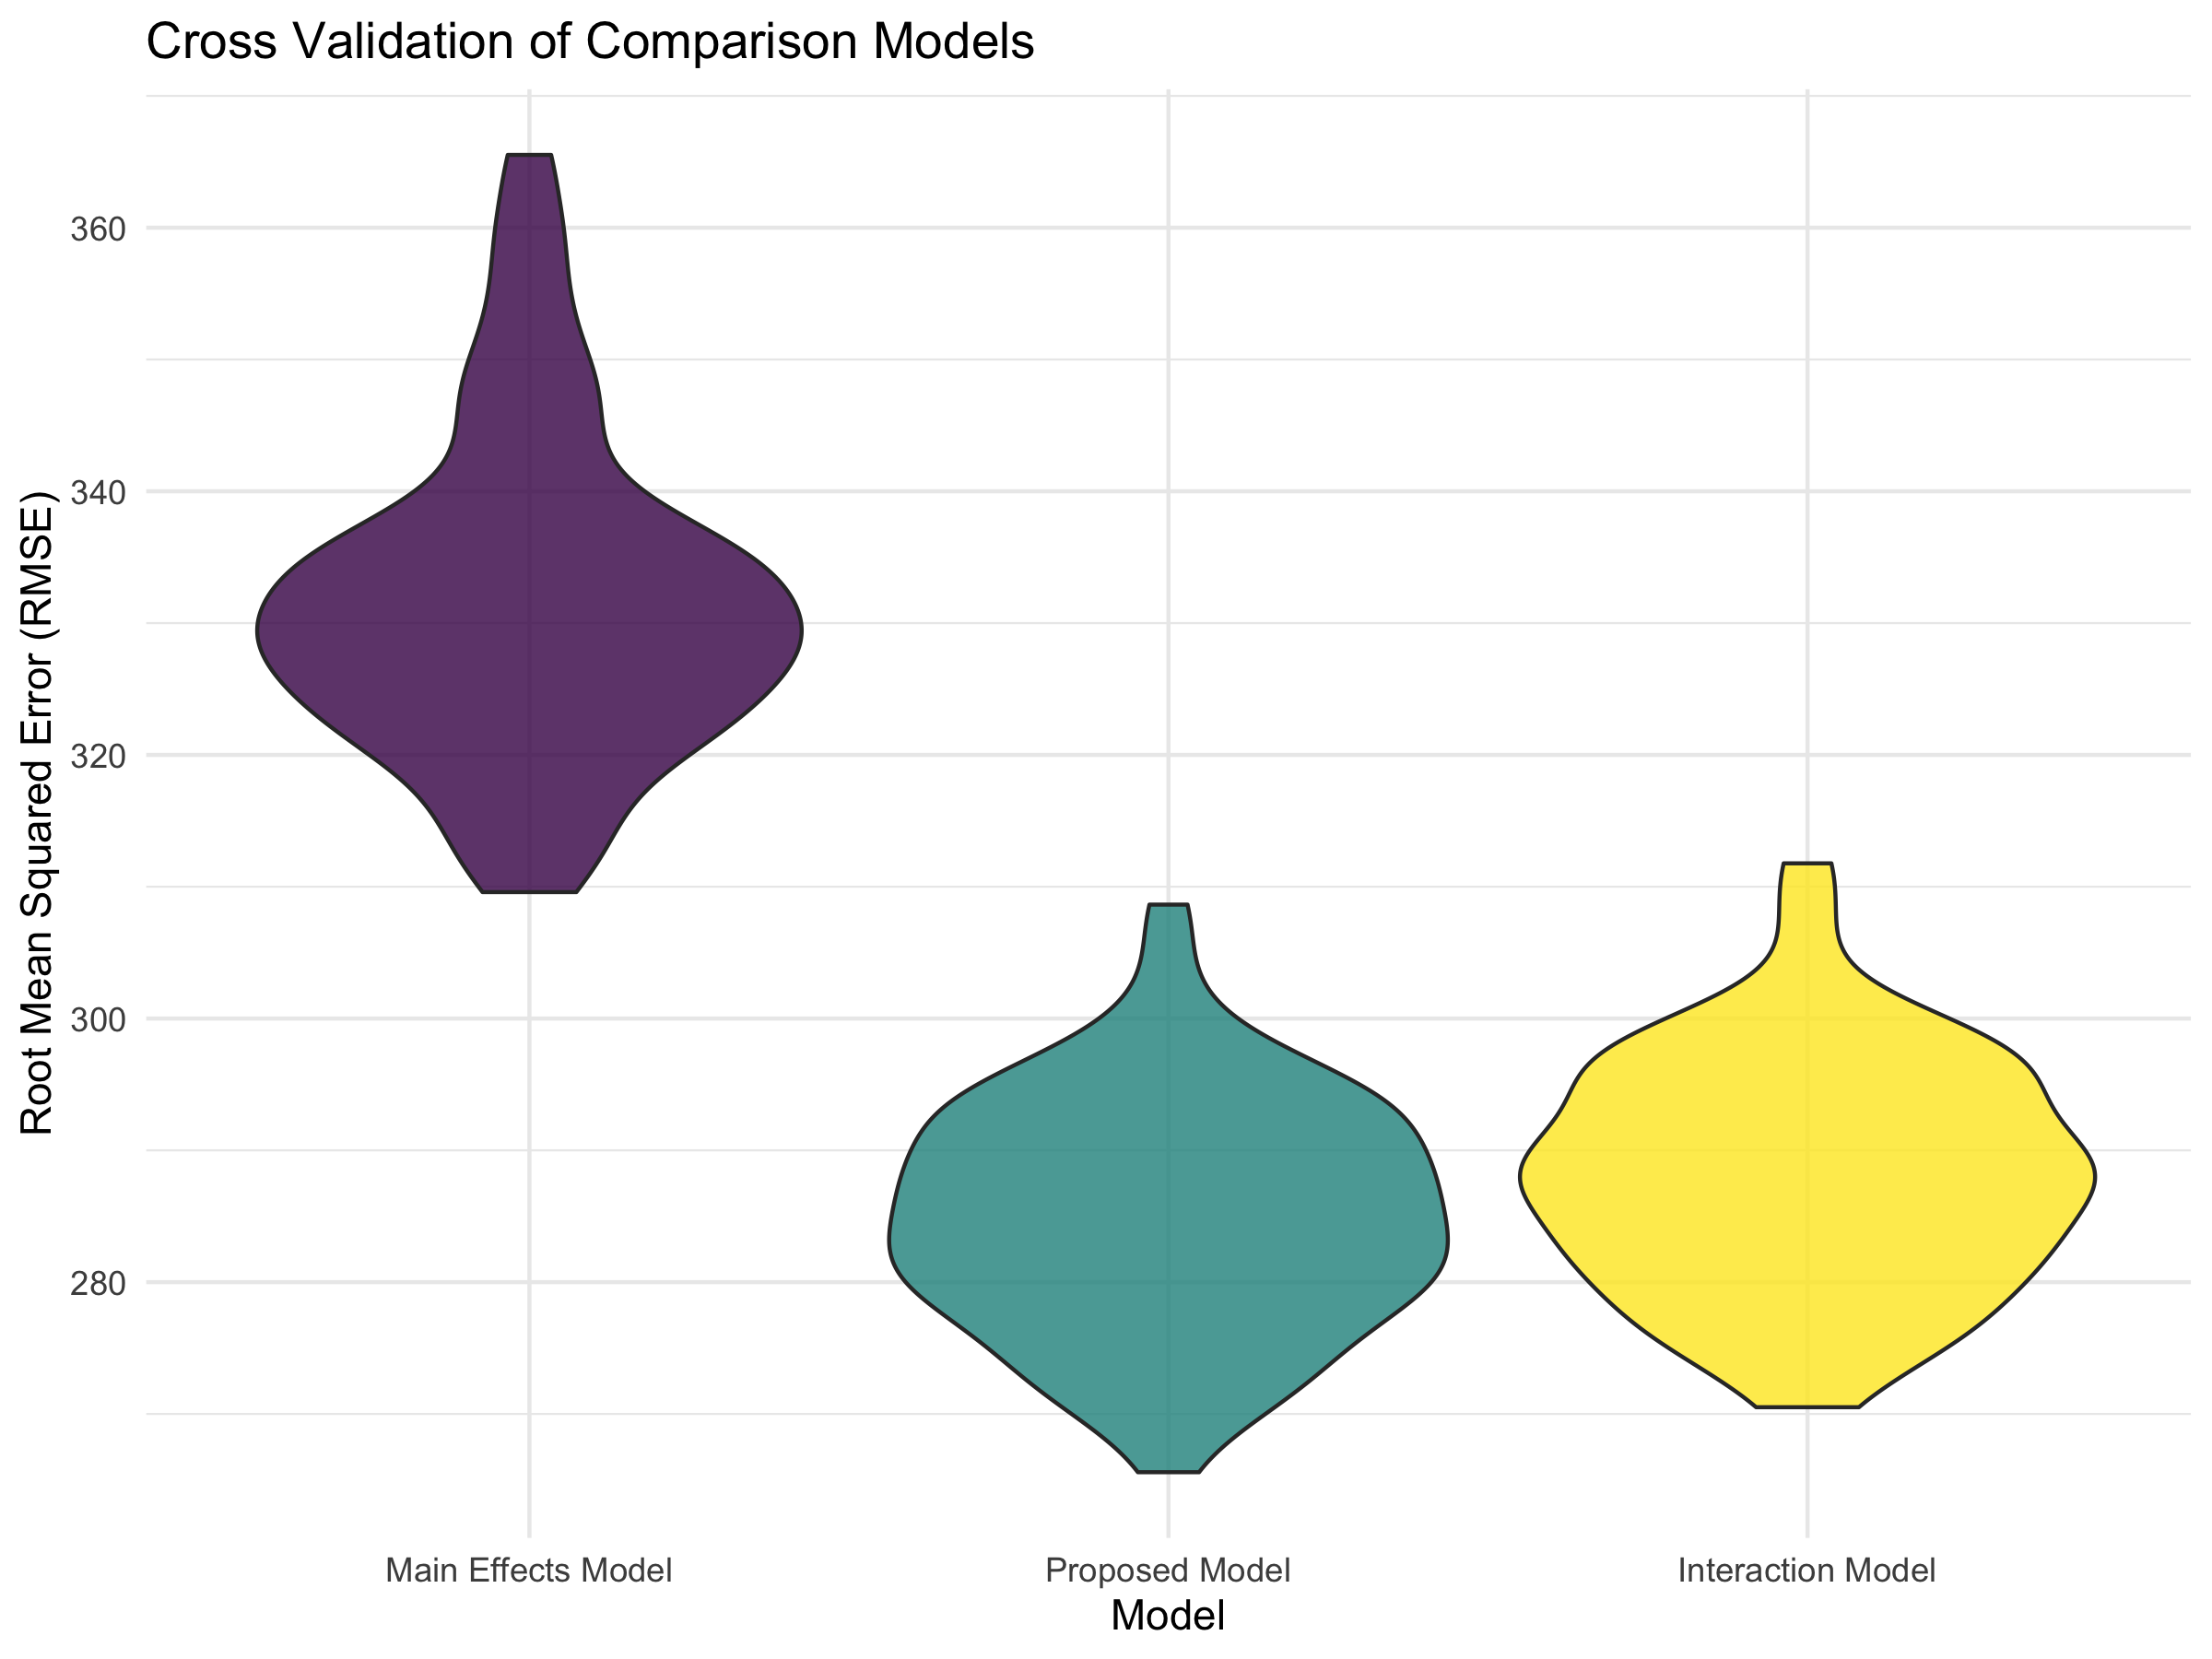 Cross Validation of Comparison Models
Root Mean Squared Error (RMSE)
360
340
320
300
280
Main Effects Model
Proposed Model
Interaction Model
Model